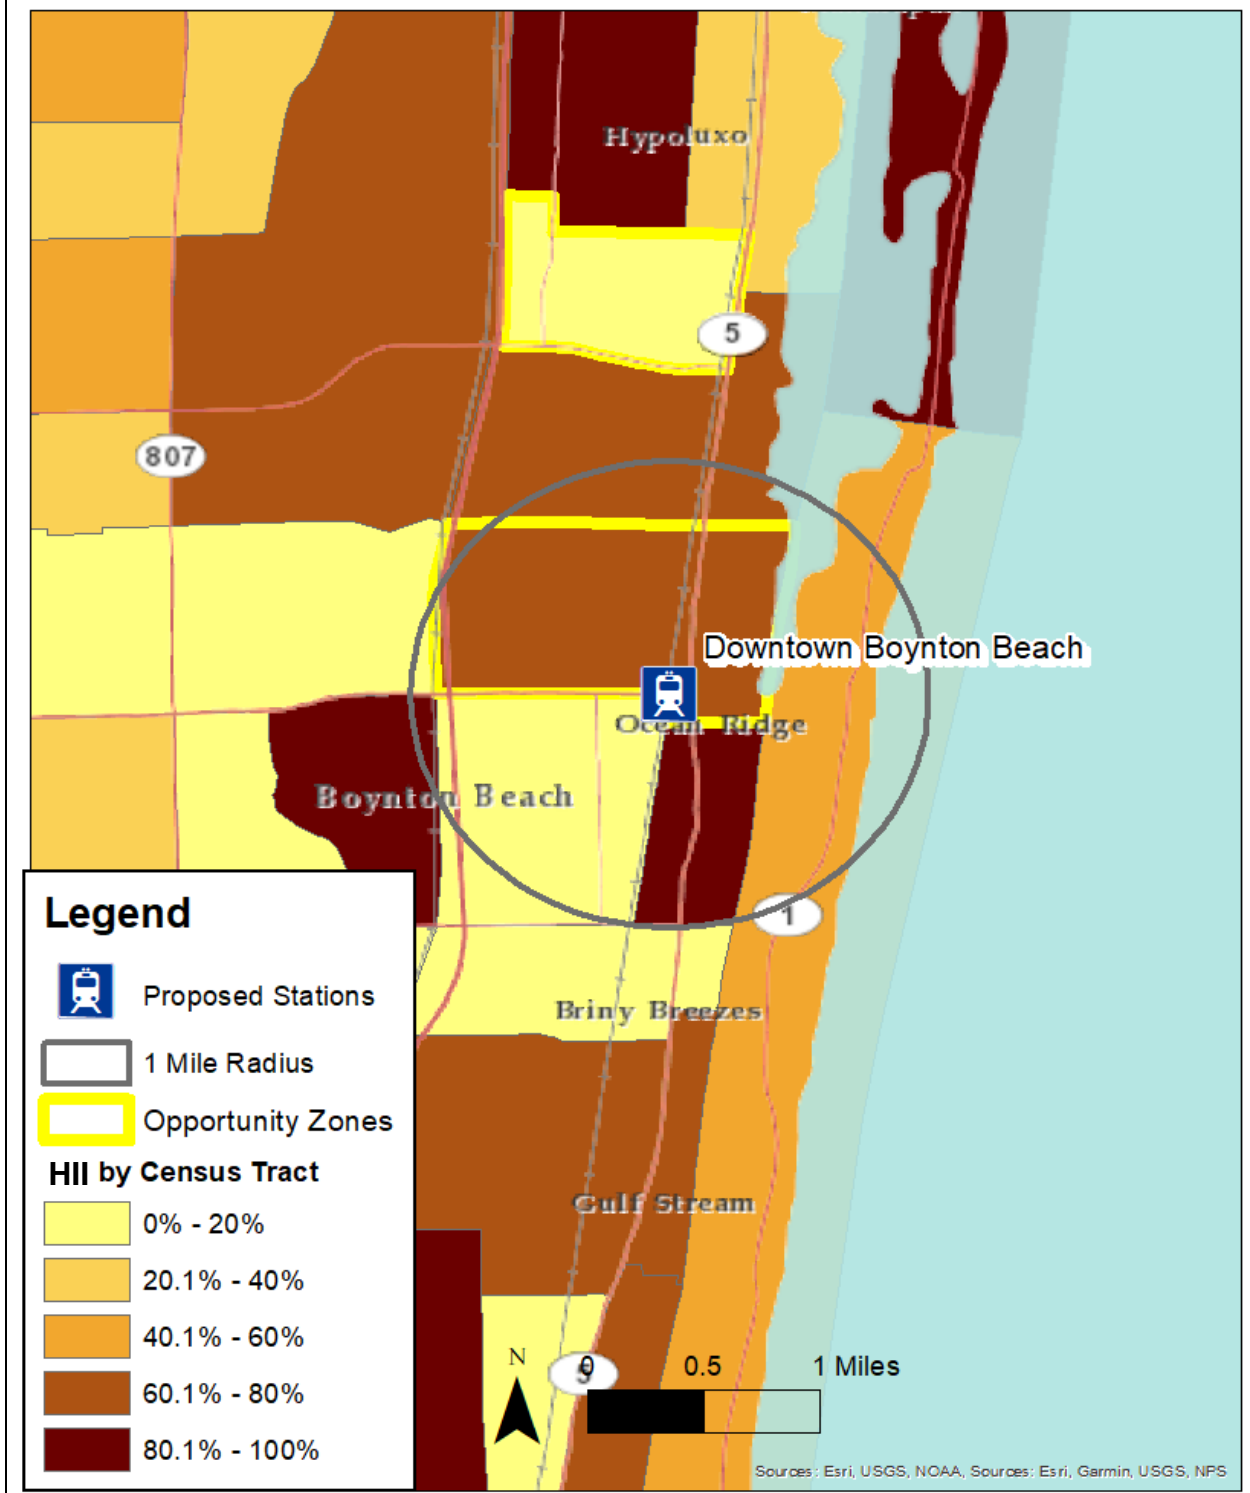 Hypoluxo
5
807
Downtown Boynton Beach
Ocean Ridge
Boynton Beach
1
Briny Breezes
Gulf Stream
Legend
Proposed Stations
1 Mile Radius
Opportunity Zones
HII by Census Tract
0% - 20%
20.1% - 40%
40.1% - 60%
60.1% - 80%
80.1% - 100%
N
5
0 0.5 1 Miles
Sources: Esri, USGS, NOAA, Sources: Esri, Garmin, USGS, NPS